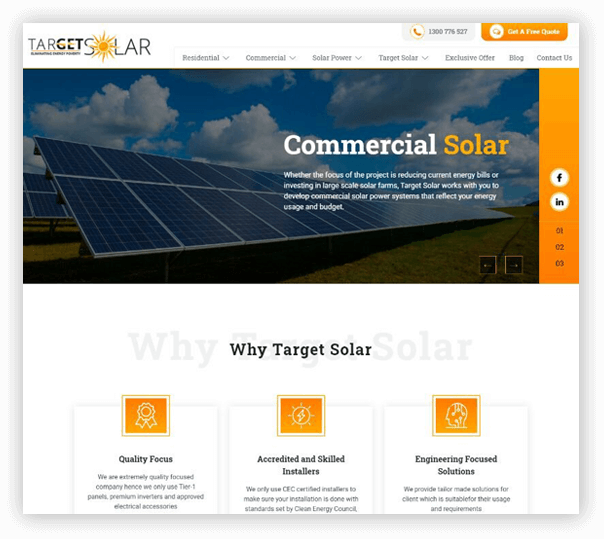 1300 776 527
Get A Free Quote
TARGET SOLAR
ELIMINATING ENERGY POVERTY
Residential Commercial Solar Power Target Solar Exclusive Offer Blog Contact Us
Commercial Solar
Whether the focus of the project is reducing current energy bills or
investing in large scale solar farms, Target Solar works with you to
develop commercial solar power systems that reflect your energy
usage and budget.
01
02
03
Why Target Solar
Why Target Solar
Quality Focus
We are extremely quality focused
company hence we only use Tier-1
panels, premium inverters and approved
electrical accessories
Accredited and Skilled
Installers
We only use CEC certified installers to
make sure your installation is done with
standards set by Clean Energy Council,
Engineering Focused
Solutions
We provide tailor made solutions for
client which is suitablefor their usage
and requirements